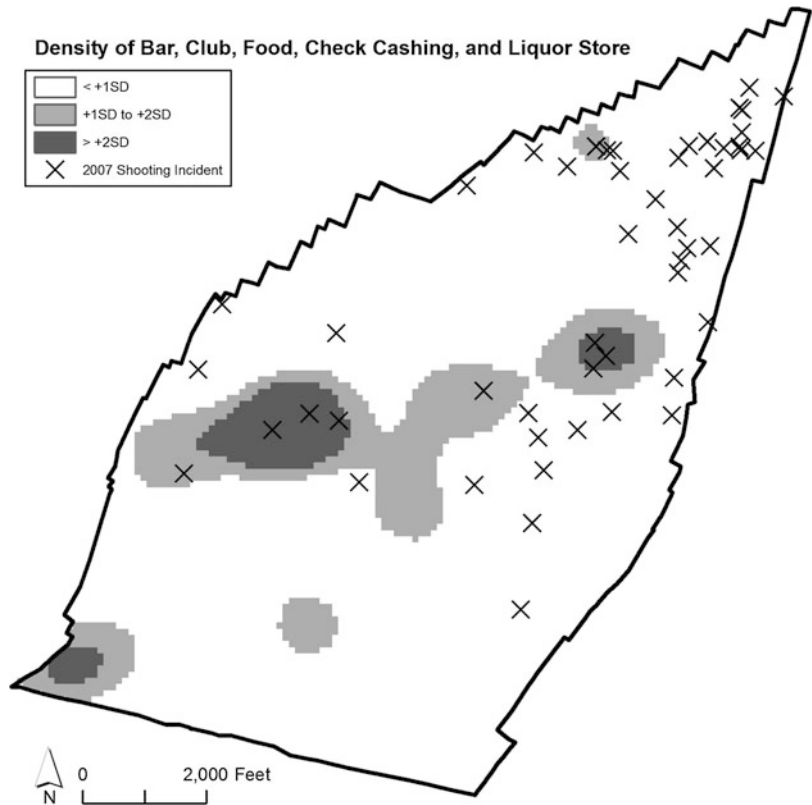 Density of Bar, Club, Food, Check Cashing, and Liquor Store
< +1SD
+1SD to +2SD
> +2SD
2007 Shooting Incident
N
0 2,000 Feet